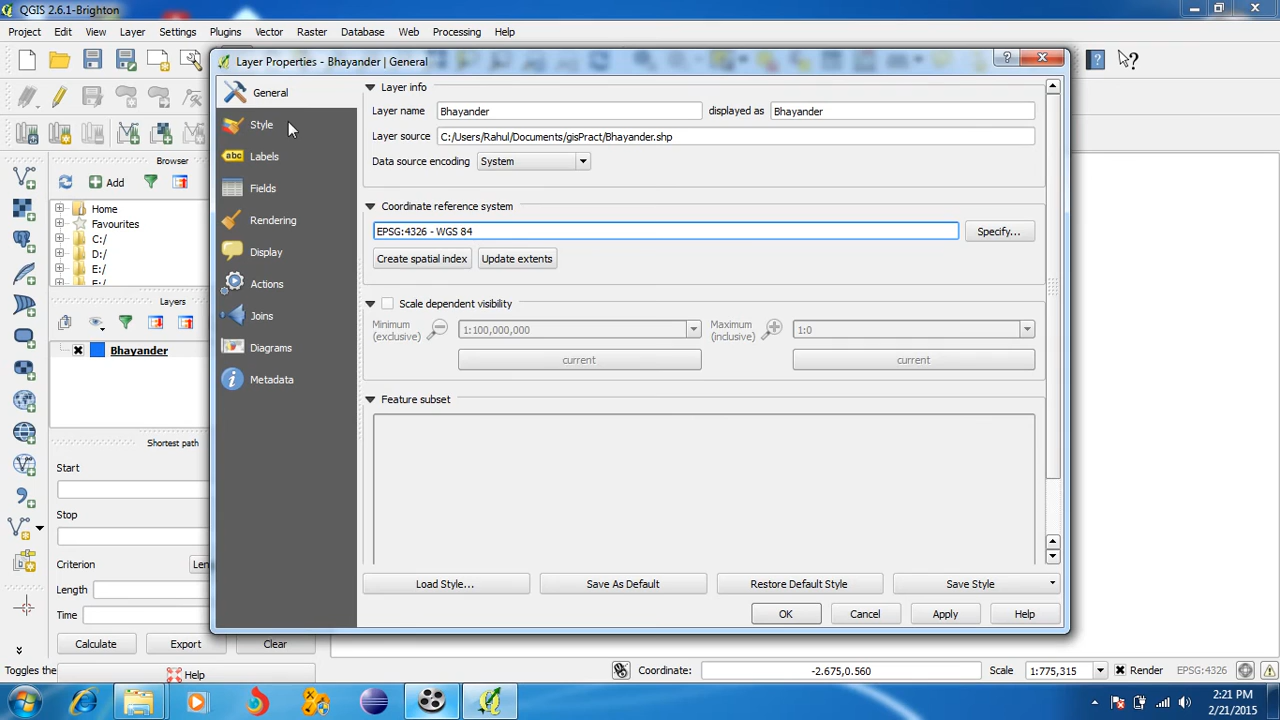 QGIS 2.6.1-Brighton
Project Edit View Layer Settings Plugins Vector Raster Database Web Processing Help
Layer Properties - Bhayander | General
General
Style
Labels
Fields
Rendering
Display
Actions
Joins
Diagrams
Metadata
Layer info
Layer name Bhayander displayed as Bhayander
Layer source C:/Users/Rahul/Documents/gisPract/Bhayander.shp
Data source encoding System
Coordinate reference system
EPSG:4326 - WGS 84 Specify...
Create spatial index Update extents
Scale dependent visibility
Minimum (exclusive) 1:100,000,000 Maximum (inclusive) 1:0
current current
Feature subset
Load Style... Save As Default Restore Default Style Save Style
OK Cancel Apply Help
Browser
Add
Home
Favourites
C:/
D:/
E:/
Layers
Bhayander
Shortest path
Start
Stop
Criterion Len
Length
Time
Calculate Export Clear
Help
Toggles the
Coordinate: -2.675,0.560 Scale 1:775,315 Render EPSG:4326
2:21 PM
2/21/2015
abc